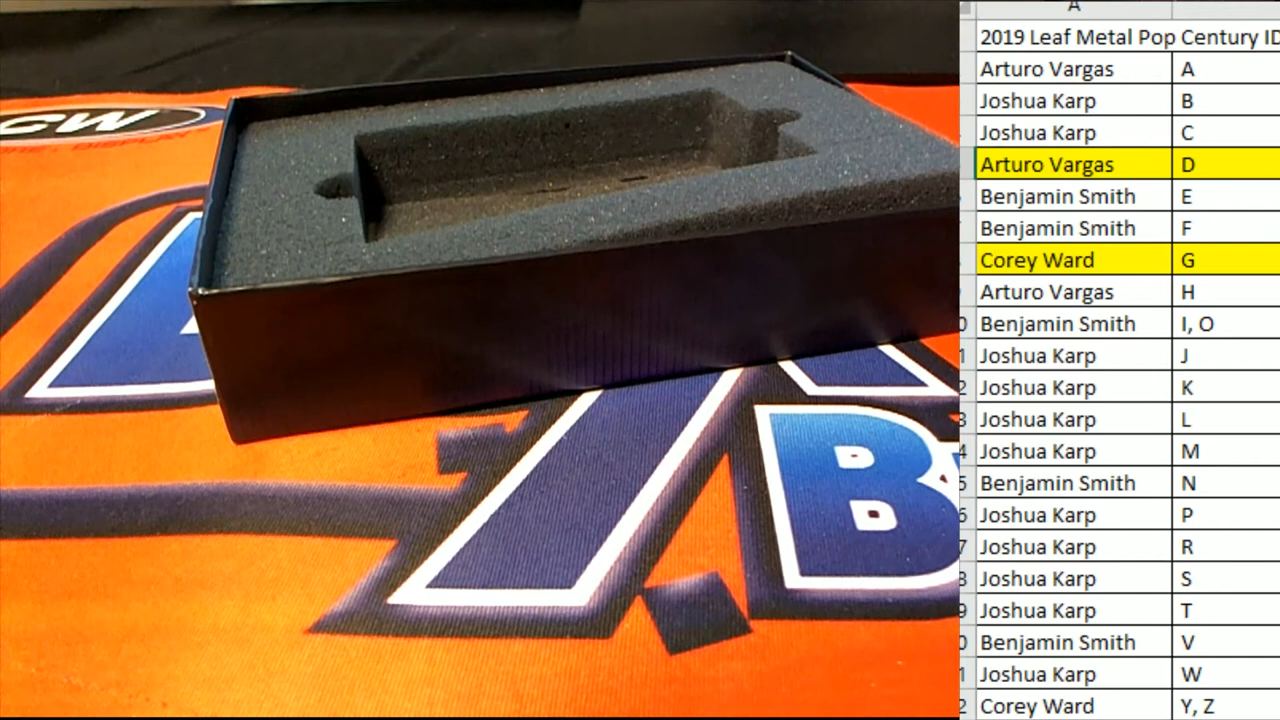 CW
B
A
2019 Leaf Metal Pop Century ID
Arturo Vargas A
Joshua Karp B
Joshua Karp C
Arturo Vargas D
Benjamin Smith E
Benjamin Smith F
Corey Ward G
Arturo Vargas H
Benjamin Smith I, O
Joshua Karp J
Joshua Karp K
Joshua Karp L
Joshua Karp M
Benjamin Smith N
Joshua Karp P
Joshua Karp R
Joshua Karp S
Joshua Karp T
Benjamin Smith V
Joshua Karp W
Corey Ward Y, Z